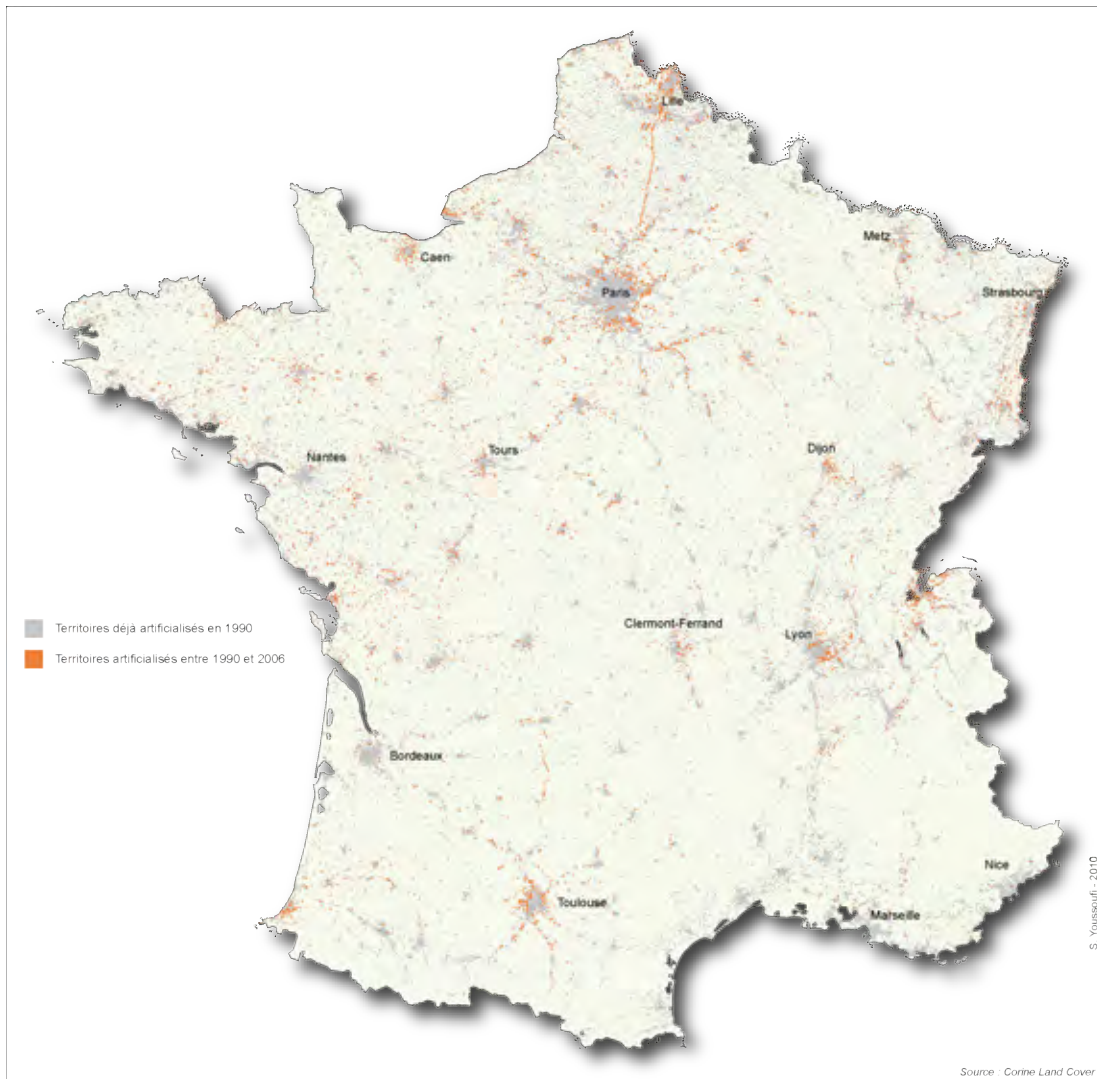 Lille
Metz
Caen
Paris
Strasbourg
Nantes
Tours
Dijon
Territoires déjà artificialisés en 1990
Clermont-Ferrand
Lyon
Territoires artificialisés entre 1990 et 2006
Bordeaux
Nice
Toulouse
Marseille
S. Youssoufi - 2010
Source : Corine Land Cover